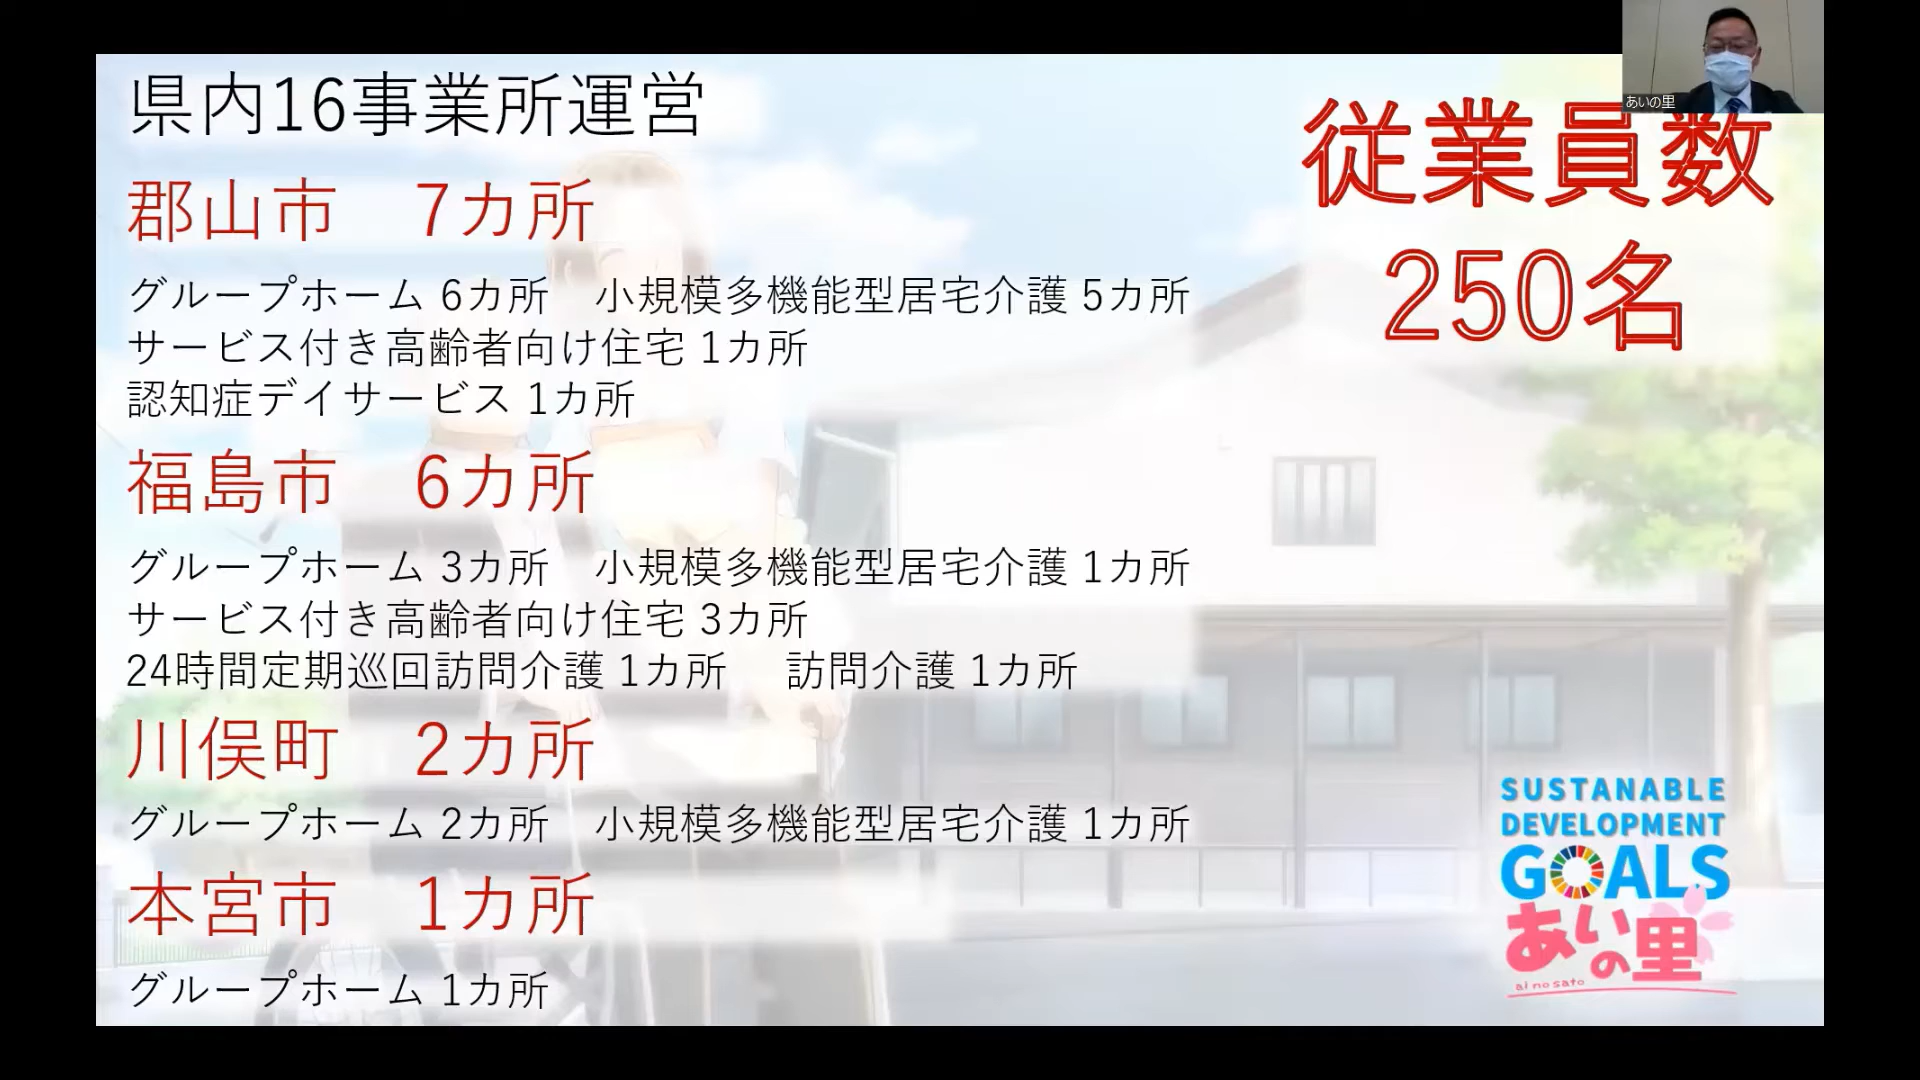 県内16事業所運営
郡山市　7カ所
グループホーム 6カ所　小規模多機能型居宅介護 5カ所
サービス付き高齢者向け住宅 1カ所
認知症デイサービス 1カ所
福島市　6カ所
グループホーム 3カ所　小規模多機能型居宅介護 1カ所
サービス付き高齢者向け住宅 3カ所
24時間定期巡回訪問介護 1カ所　訪問介護 1カ所
川俣町　2カ所
グループホーム 2カ所　小規模多機能型居宅介護 1カ所
本宮市　1カ所
グループホーム 1カ所
あいの里
従業員数
250名
SUSTANABLE
DEVELOPMENT
GOALS
あいの里
ai no sato